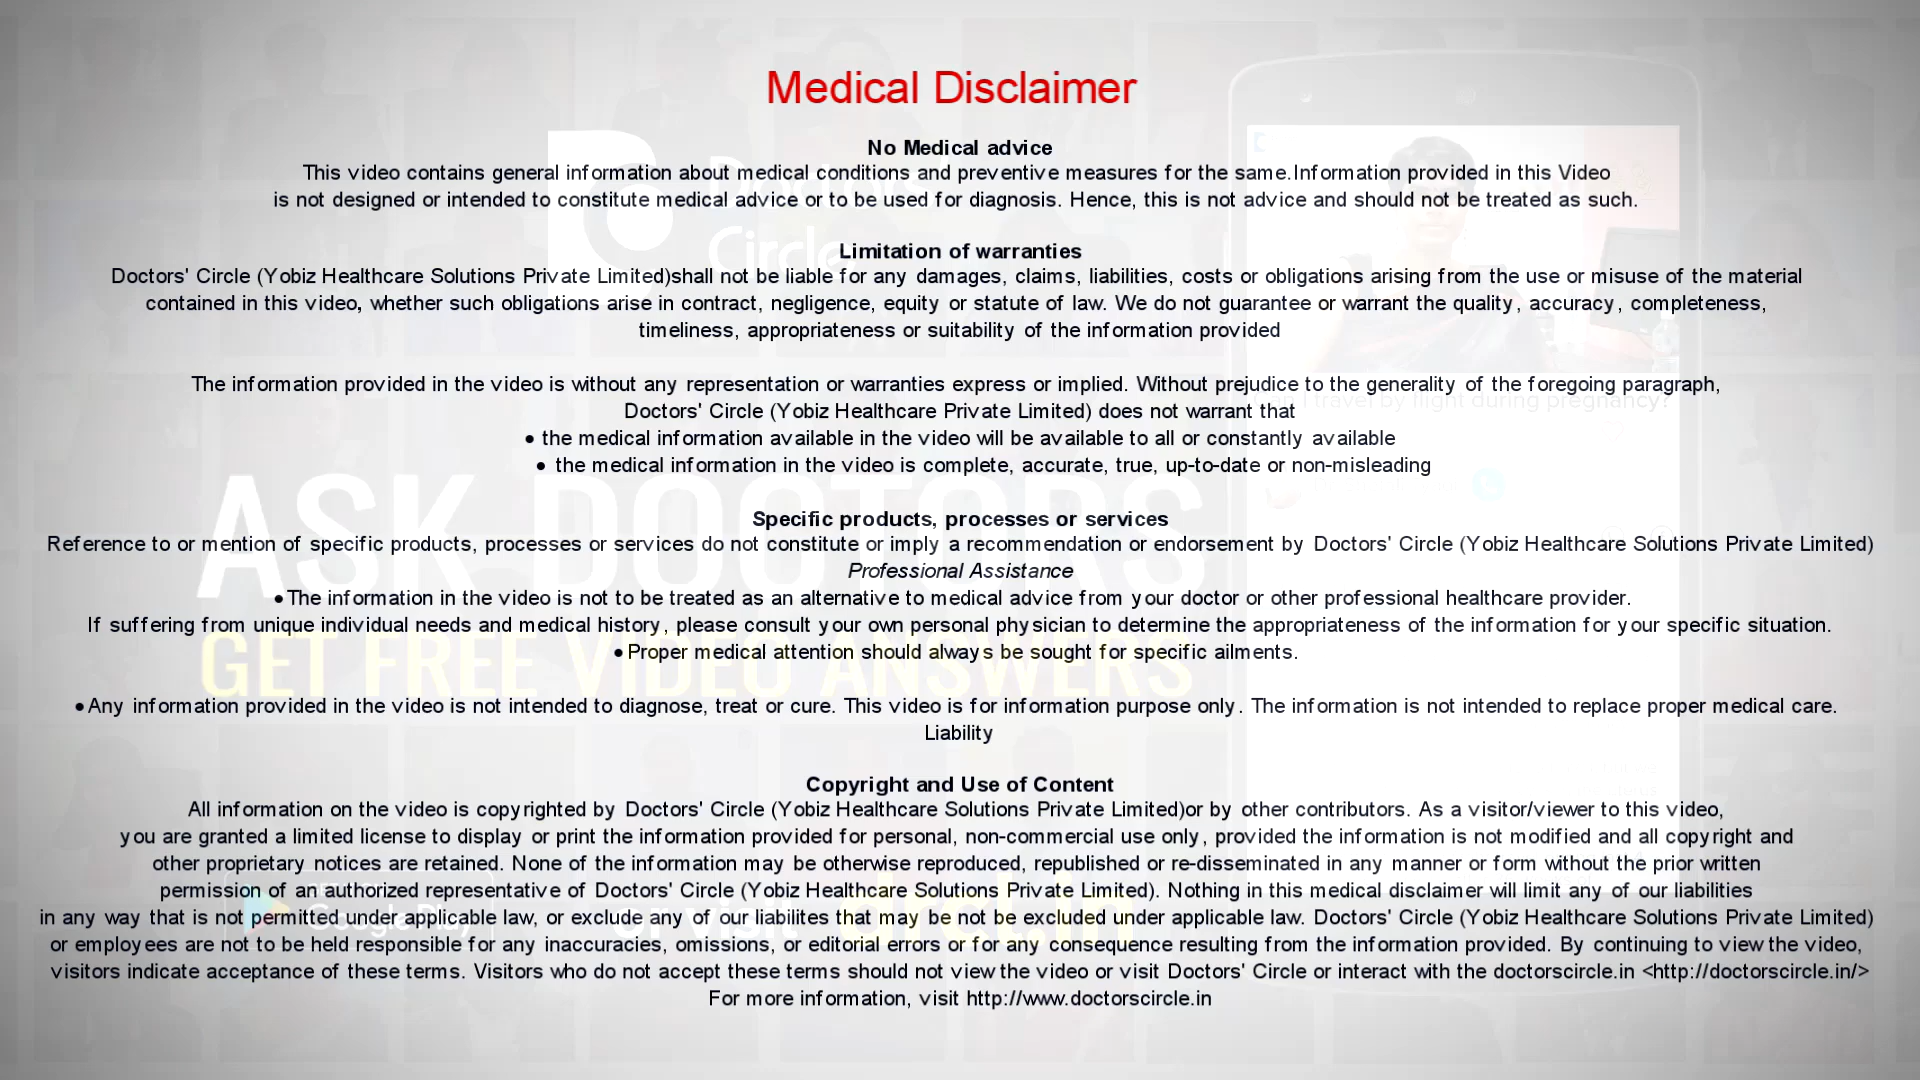 Medical Disclaimer
No Medical advice
This video contains general information about medical conditions and preventive measures for the same.Information provided in this Video
is not designed or intended to constitute medical advice or to be used for diagnosis. Hence, this is not advice and should not be treated as such.
Doctors'
Circle
Limitation of warranties
Doctors' Circle (Yobiz Healthcare Solutions Private Limited)shall not be liable for any damages, claims, liabilities, costs or obligations arising from the use or misuse of the material
contained in this video, whether such obligations arise in contract, negligence, equity or statute of law. We do not guarantee or warrant the quality, accuracy, completeness,
timeliness, appropriateness or suitability of the information provided
The information provided in the video is without any representation or warranties express or implied. Without prejudice to the generality of the foregoing paragraph,
Can I travel by flight during pregnancy?
Doctors' Circle (Yobiz Healthcare Private Limited) does not warrant that
• the medical information available in the video will be available to all or constantly available
• the medical information in the video is complete, accurate, true, up-to-date or non-misleading
ASK DOCTORS
Specific products, processes or services
Reference to or mention of specific products, processes or services do not constitute or imply a recommendation or endorsement by Doctors' Circle (Yobiz Healthcare Solutions Private Limited)
Professional Assistance
•The information in the video is not to be treated as an alternative to medical advice from your doctor or other professional healthcare provider.
If suffering from unique individual needs and medical history, please consult your own personal physician to determine the appropriateness of the information for your specific situation.
•Proper medical attention should always be sought for specific ailments.
GET FREE VIDEO ANSWERS
•Any information provided in the video is not intended to diagnose, treat or cure. This video is for information purpose only. The information is not intended to replace proper medical care.
Liability
Copyright and Use of Content
All information on the video is copyrighted by Doctors' Circle (Yobiz Healthcare Solutions Private Limited)or by other contributors. As a visitor/viewer to this video,
you are granted a limited license to display or print the information provided for personal, non-commercial use only, provided the information is not modified and all copyright and
other proprietary notices are retained. None of the information may be otherwise reproduced, republished or re-disseminated in any manner or form without the prior written
permission of an authorized representative of Doctors' Circle (Yobiz Healthcare Solutions Private Limited). Nothing in this medical disclaimer will limit any of our liabilities
in any way that is not permitted under applicable law, or exclude any of our liabilites that may be not be excluded under applicable law. Doctors' Circle (Yobiz Healthcare Solutions Private Limited)
Google Play or visit drcl.in
or employees are not to be held responsible for any inaccuracies, omissions, or editorial errors or for any consequence resulting from the information provided. By continuing to view the video,
visitors indicate acceptance of these terms. Visitors who do not accept these terms should not view the video or visit Doctors' Circle or interact with the doctorscircle.in <http://doctorscircle.in/>
For more information, visit http://www.doctorscircle.in